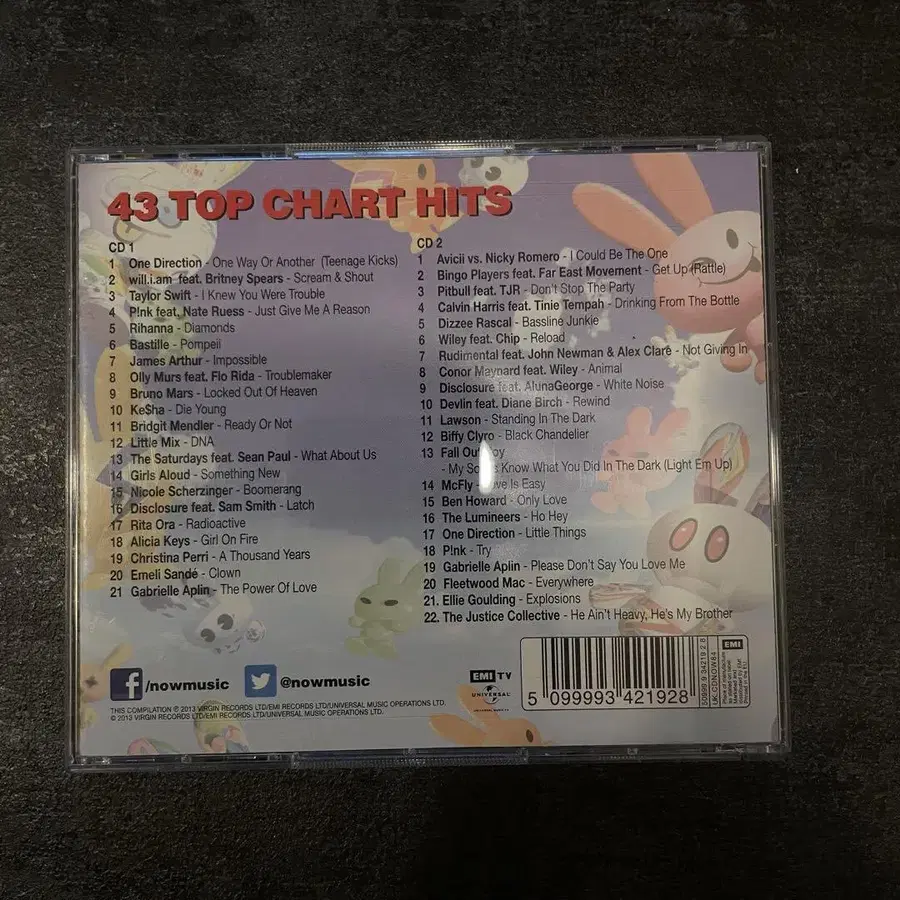 43 TOP CHART HITS
CD 1
1 One Direction - One Way Or Another (Teenage Kicks)
2 will.i.am feat. Britney Spears - Scream & Shout
3 Taylor Swift - I Knew You Were Trouble
4 P!nk feat. Nate Ruess - Just Give Me A Reason
5 Rihanna - Diamonds
6 Bastille - Pompeii
7 James Arthur - Impossible
8 Olly Murs feat. Flo Rida - Troublemaker
9 Bruno Mars - Locked Out Of Heaven
10 Ke$ha - Die Young
11 Bridgit Mendler - Ready Or Not
12 Little Mix - DNA
13 The Saturdays feat. Sean Paul - What About Us
14 Girls Aloud - Something New
15 Nicole Scherzinger - Boomerang
16 Disclosure feat. Sam Smith - Latch
17 Rita Ora - Radioactive
18 Alicia Keys - Girl On Fire
19 Christina Perri - A Thousand Years
20 Emeli Sandé - Clown
21 Gabrielle Aplin - The Power Of Love
CD 2
1 Avicii vs. Nicky Romero - I Could Be The One
2 Bingo Players feat. Far East Movement - Get Up (Rattle)
3 Pitbull feat. TJR - Don't Stop The Party
4 Calvin Harris feat. Tinie Tempah - Drinking From The Bottle
5 Dizzee Rascal - Bassline Junkie
6 Wiley feat. Chip - Reload
7 Rudimental feat. John Newman & Alex Clare - Not Giving In
8 Conor Maynard feat. Wiley - Animal
9 Disclosure feat. AlunaGeorge - White Noise
10 Devlin feat. Diane Birch - Rewind
11 Lawson - Standing In The Dark
12 Biffy Clyro - Black Chandelier
13 Fall Out Boy
- My Songs Know What You Did In The Dark (Light Em Up)
14 McFly - Love Is Easy
15 Ben Howard - Only Love
16 The Lumineers - Ho Hey
17 One Direction - Little Things
18 P!nk - Try
19 Gabrielle Aplin - Please Don't Say You Love Me
20 Fleetwood Mac - Everywhere
21. Ellie Goulding - Explosions
22. The Justice Collective - He Ain't Heavy, He's My Brother
f /nowmusic
@nowmusic
EMI TV
UNIVERSAL
THIS COMPILATION ℗ 2013 VIRGIN RECORDS LTD/EMI RECORDS LTD/UNIVERSAL MUSIC OPERATIONS LTD.
© 2013 VIRGIN RECORDS LTD/EMI RECORDS LTD/UNIVERSAL MUSIC OPERATIONS LTD.
5 099993 421928
50999 9 34219 2 8
UK: CDNOW84
EMI
Printed in the EU